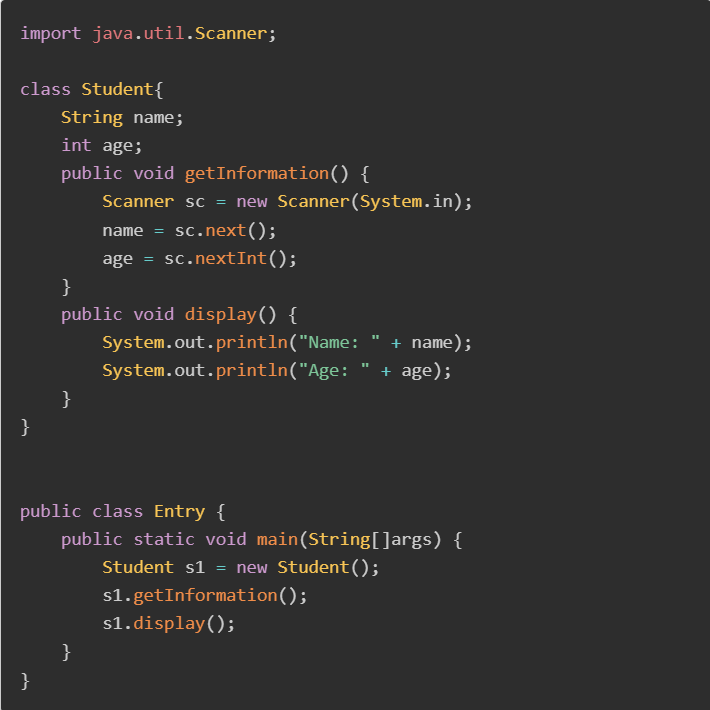 import java.util.Scanner;

class Student{
    String name;
    int age;
    public void getInformation() {
        Scanner sc = new Scanner(System.in);
        name = sc.next();
        age = sc.nextInt();
    }
    public void display() {
        System.out.println("Name: " + name);
        System.out.println("Age: " + age);
    }
}


public class Entry {
    public static void main(String[]args) {
        Student s1 = new Student();
        s1.getInformation();
        s1.display();
    }
}